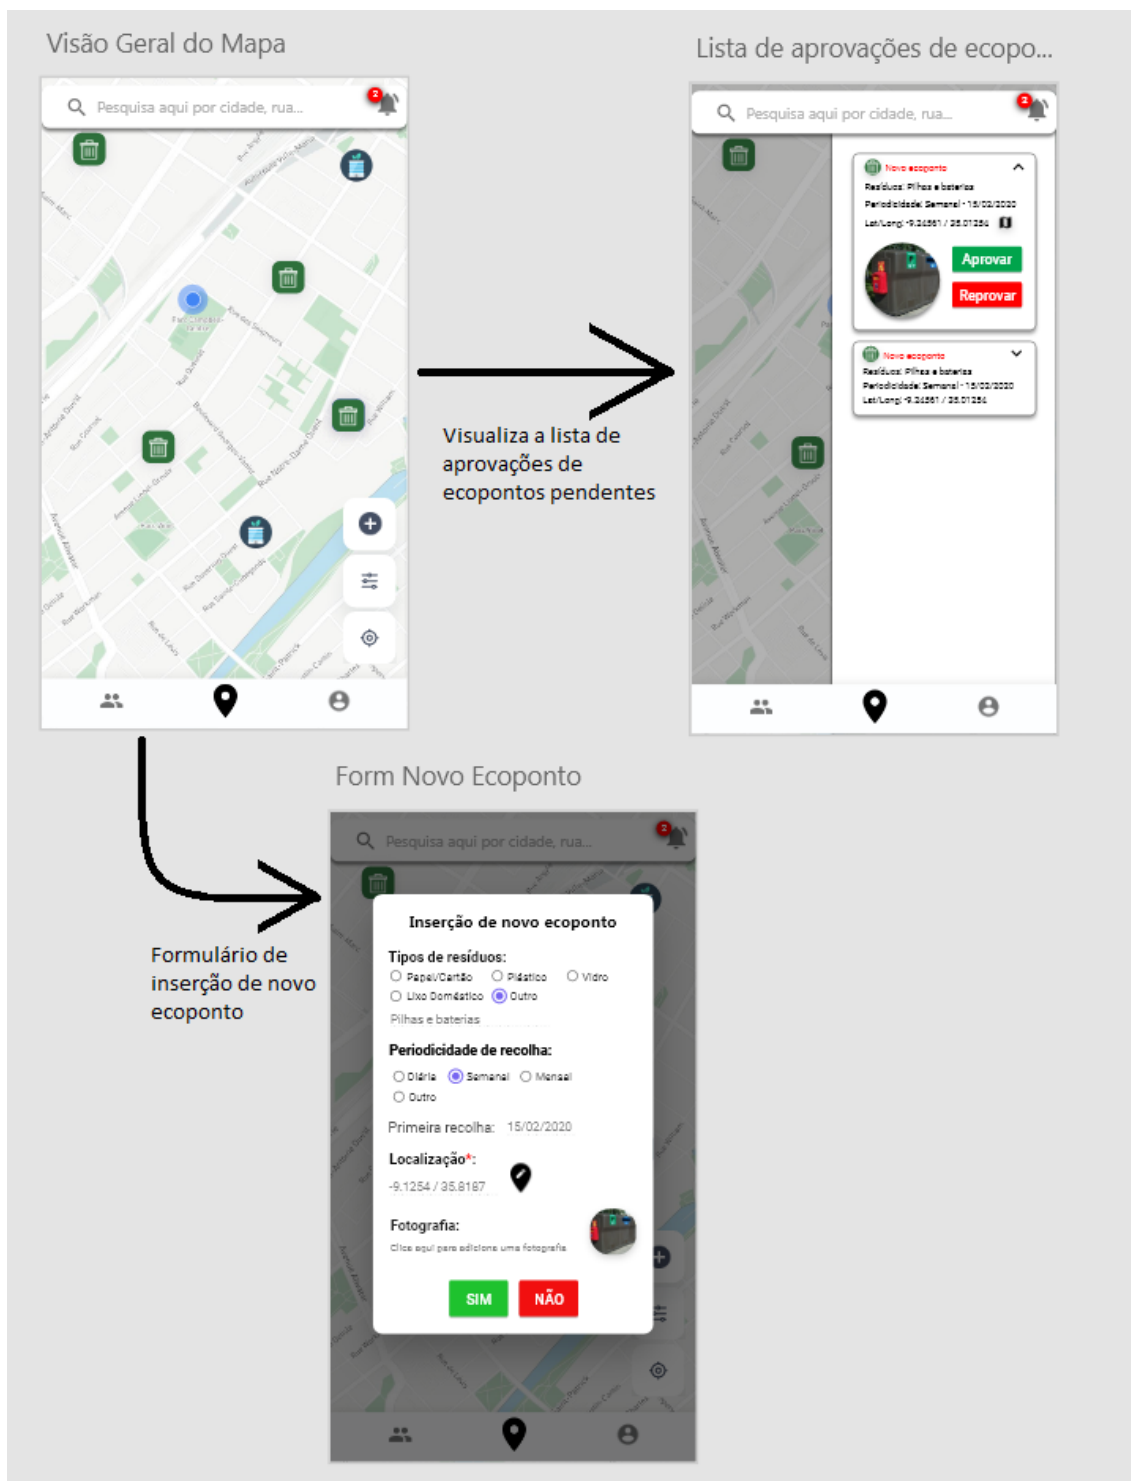 Visão Geral do Mapa
Pesquisa aqui por cidade, rua...
2
Lista de aprovações de ecopo...
Pesquisa aqui por cidade, rua...
2
Novo ecoponto
Resíduos: Pilhas e baterias
Periodicidade: Semanal - 15/02/2020
Lat/Long: -9.24561 / 35.01254
Aprovar
Reprovar
Novo ecoponto
Resíduos: Pilhas e baterias
Periodicidade: Semanal - 15/02/2020
Lat/Long: -9.24561 / 35.01254
Visualiza a lista de
aprovações de
ecopontos pendentes
Form Novo Ecoponto
Pesquisa aqui por cidade, rua...
2
Formulário de
inserção de novo
ecoponto
Inserção de novo ecoponto
Tipos de resíduos:
Papel/Cartão Plástico Vidro
Lixo Doméstico Outro
Pilhas e baterias
Periodicidade de recolha:
Diária Semanal Mensal
Outro
Primeira recolha: 15/02/2020
Localização*:
-9.1254 / 35.8187
Fotografia:
Clica aqui para adiciona uma fotografia
SIM NÃO